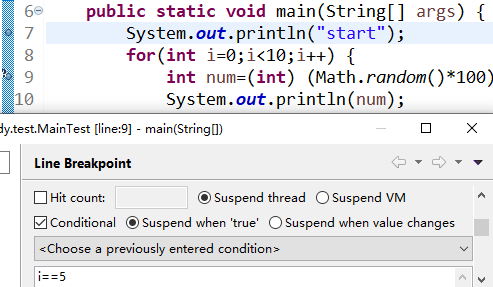 6 public static void main(String[] args) {
7 System.out.println("start");
8 for(int i=0;i<10;i++) {
9 int num=(int) (Math.random()*100)
10 System.out.println(num);
dy.test.MainTest [line:9] - main(String[])
Line Breakpoint
Hit count: Suspend thread Suspend VM
Conditional Suspend when 'true' Suspend when value changes
<Choose a previously entered condition>
i==5